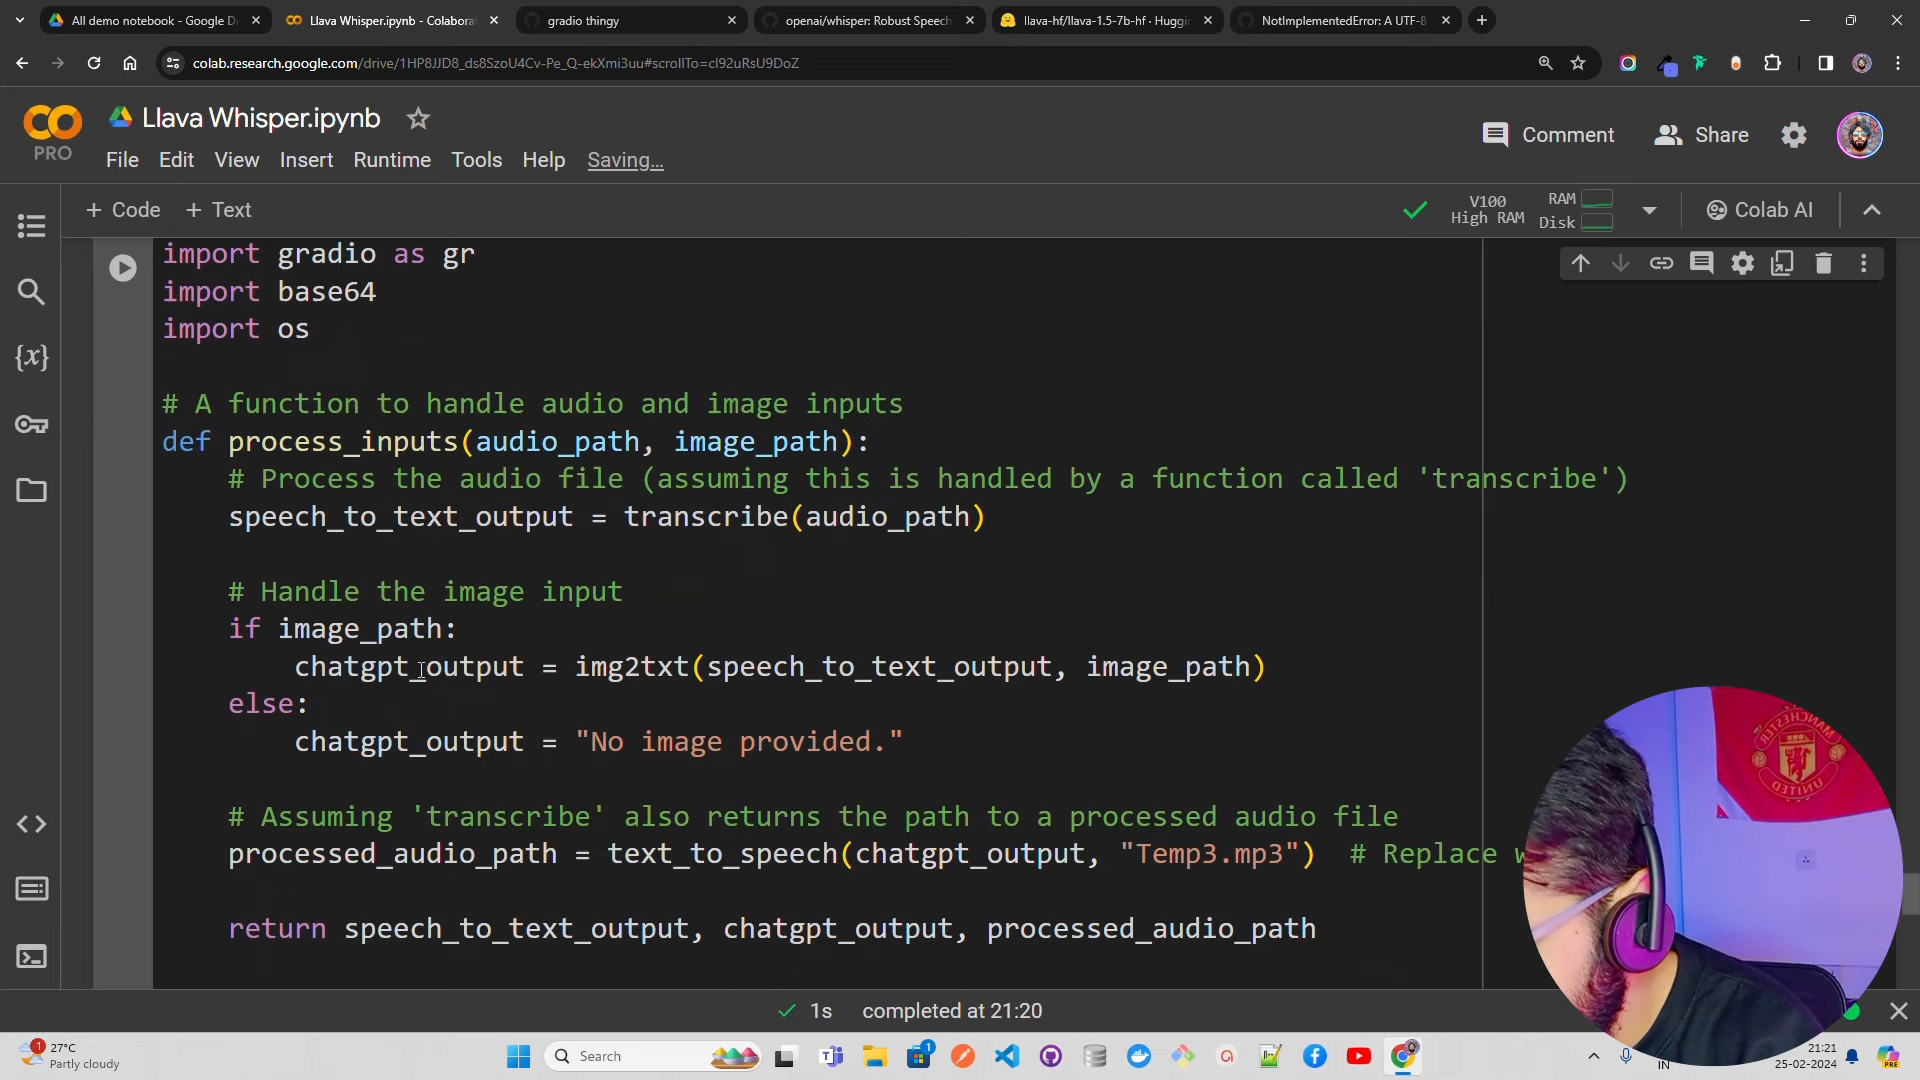 All demo notebook - Google D
Llava Whisper.ipynb - Colabora
gradio thingy
openai/whisper: Robust Speech
llava-hf/llava-1.5-7b-hf · Huggin
NotImplementedError: A UTF-8
colab.research.google.com/drive/1HP8JJD8_ds8SzoU4Cv-Pe_Q-ekXmi3uu#scrollTo=cI92uRsU9DoZ
Llava Whisper.ipynb
PRO
File Edit View Insert Runtime Tools Help Saving...
Comment
Share
+ Code + Text
V100
High RAM
RAM
Disk
Colab AI
import gradio as gr
import base64
import os
# A function to handle audio and image inputs
def process_inputs(audio_path, image_path):
# Process the audio file (assuming this is handled by a function called 'transcribe')
speech_to_text_output = transcribe(audio_path)
# Handle the image input
if image_path:
chatgpt_output = img2txt(speech_to_text_output, image_path)
else:
chatgpt_output = "No image provided."
# Assuming 'transcribe' also returns the path to a processed audio file
processed_audio_path = text_to_speech(chatgpt_output, "Temp3.mp3") # Replace
return speech_to_text_output, chatgpt_output, processed_audio_path
MANCHESTER
UNITED
1s completed at 21:20
1
27°C
Partly cloudy
Search
1
IN
21:21
25-02-2024
PRE